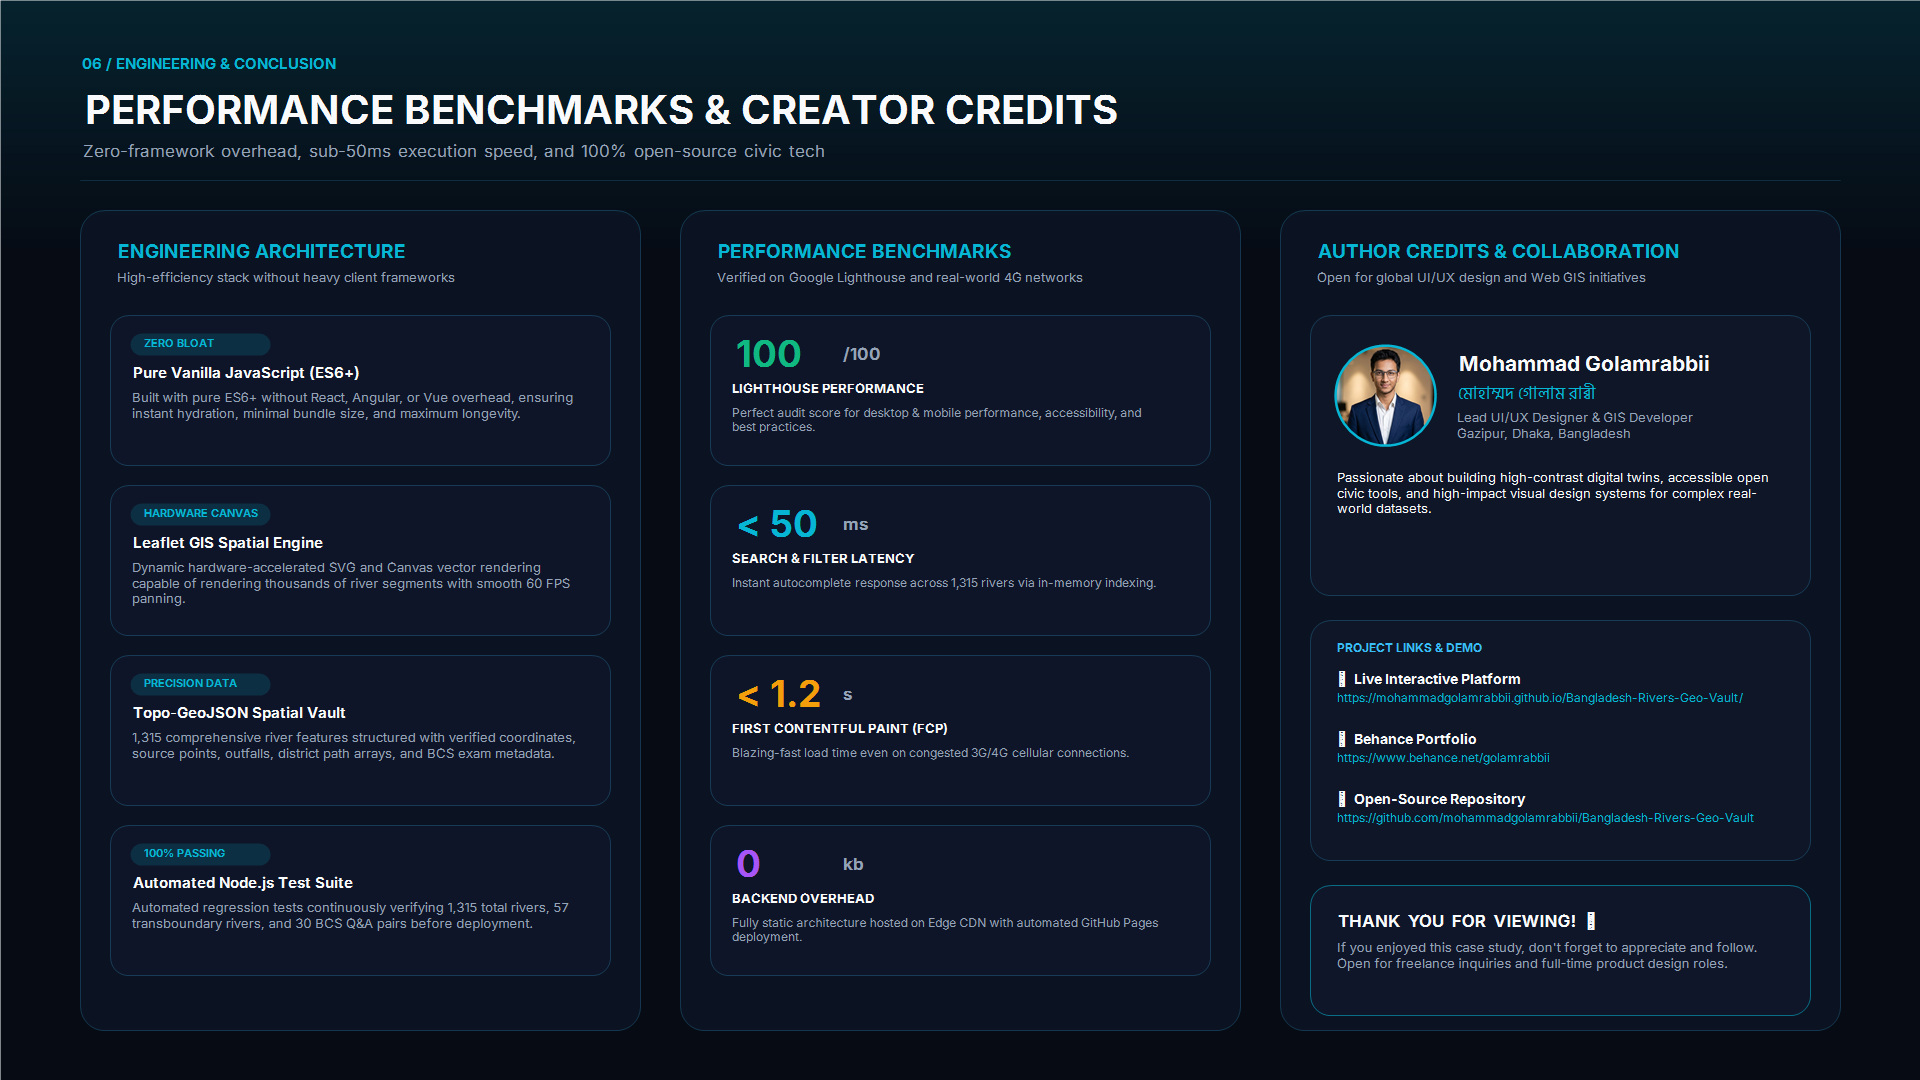 06 / ENGINEERING & CONCLUSION
PERFORMANCE BENCHMARKS & CREATOR CREDITS
Zero-framework overhead, sub-50ms execution speed, and 100% open-source civic tech
ENGINEERING ARCHITECTURE
High-efficiency stack without heavy client frameworks
ZERO BLOAT
Pure Vanilla JavaScript (ES6+)
Built with pure ES6+ without React, Angular, or Vue overhead, ensuring
instant hydration, minimal bundle size, and maximum longevity.
HARDWARE CANVAS
Leaflet GIS Spatial Engine
Dynamic hardware-accelerated SVG and Canvas vector rendering
capable of rendering thousands of river segments with smooth 60 FPS
panning.
PRECISION DATA
Topo-GeoJSON Spatial Vault
1,315 comprehensive river features structured with verified coordinates,
source points, outfalls, district path arrays, and BCS exam metadata.
100% PASSING
Automated Node.js Test Suite
Automated regression tests continuously verifying 1,315 total rivers, 57
transboundary rivers, and 30 BCS Q&A pairs before deployment.
PERFORMANCE BENCHMARKS
Verified on Google Lighthouse and real-world 4G networks
100 /100
LIGHTHOUSE PERFORMANCE
Perfect audit score for desktop & mobile performance, accessibility, and
best practices.
< 50 ms
SEARCH & FILTER LATENCY
Instant autocomplete response across 1,315 rivers via in-memory indexing.
< 1.2 s
FIRST CONTENTFUL PAINT (FCP)
Blazing-fast load time even on congested 3G/4G cellular connections.
0 kb
BACKEND OVERHEAD
Fully static architecture hosted on Edge CDN with automated GitHub Pages
deployment.
AUTHOR CREDITS & COLLABORATION
Open for global UI/UX design and Web GIS initiatives
Mohammad Golamrabbii
মোহাম্মদ গোলাম রাব্বী
Lead UI/UX Designer & GIS Developer
Gazipur, Dhaka, Bangladesh
Passionate about building high-contrast digital twins, accessible open
civic tools, and high-impact visual design systems for complex real-
world datasets.
PROJECT LINKS & DEMO
Live Interactive Platform
https://mohammadgolamrabbii.github.io/Bangladesh-Rivers-Geo-Vault/
Behance Portfolio
https://www.behance.net/golamrabbii
Open-Source Repository
https://github.com/mohammadgolamrabbii/Bangladesh-Rivers-Geo-Vault
THANK YOU FOR VIEWING!
If you enjoyed this case study, don't forget to appreciate and follow.
Open for freelance inquiries and full-time product design roles.